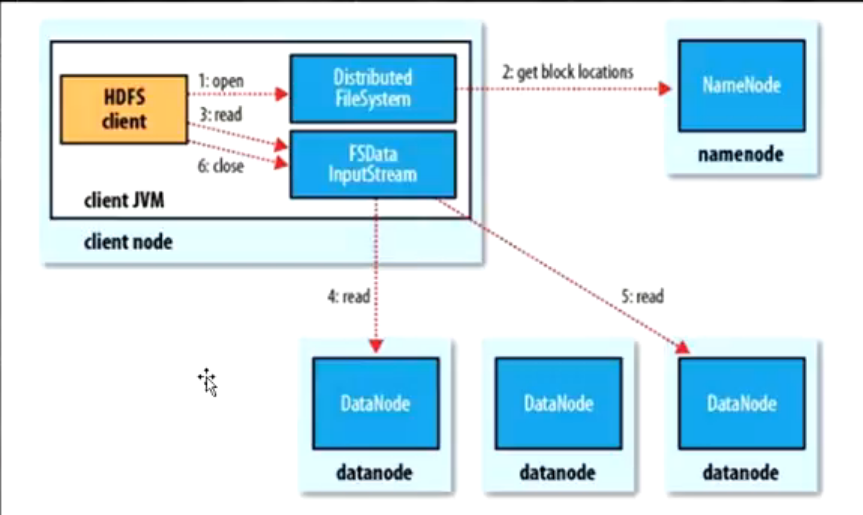 HDFS
client
1: open
3: read
6: close
Distributed
FileSystem
FSData
InputStream
client JVM
client node
2: get block locations
NameNode
namenode
4: read
5: read
DataNode
datanode
DataNode
datanode
DataNode
datanode